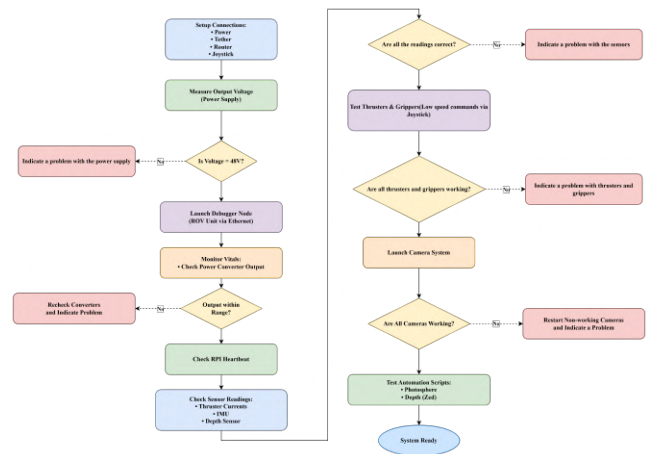 Setup Connections:
• Power
• Tether
• Router
• Joystick
Measure Output Voltage
(Power Supply)
Is Voltage = 48V?
No
Indicate a problem with the power supply
Launch Debugger Node
(ROV Unit via Ethernet)
Monitor Vitals:
• Check Power Converter Output
Output within
Range?
No
Recheck Converters
and Indicate Problem
Check RPI Heartbeat
Check Sensor Readings:
• Thruster Currents
• IMU
• Depth Sensor
Are all the readings correct?
No
Indicate a problem with the sensors
Test Thrusters & Grippers(Low speed commands via
Joystick)
Are all thrusters and grippers working?
No
Indicate a problem with thrusters and
grippers
Launch Camera System
Are All Cameras Working?
No
Restart Non-working Cameras
and Indicate a Problem
Test Automation Scripts:
• Photosphere
• Depth (Zed)
System Ready